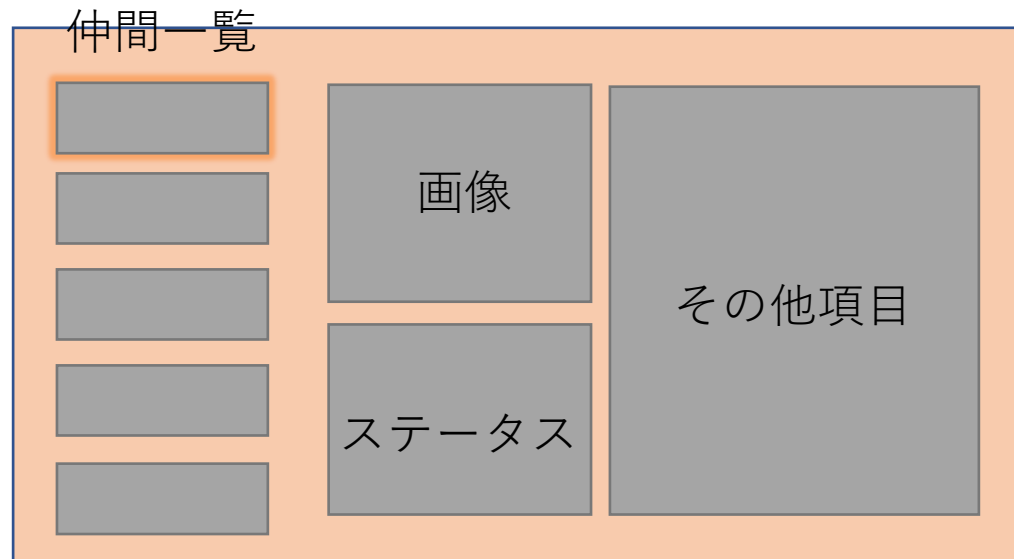 仲間一覧
画像
その他項目
ステータス